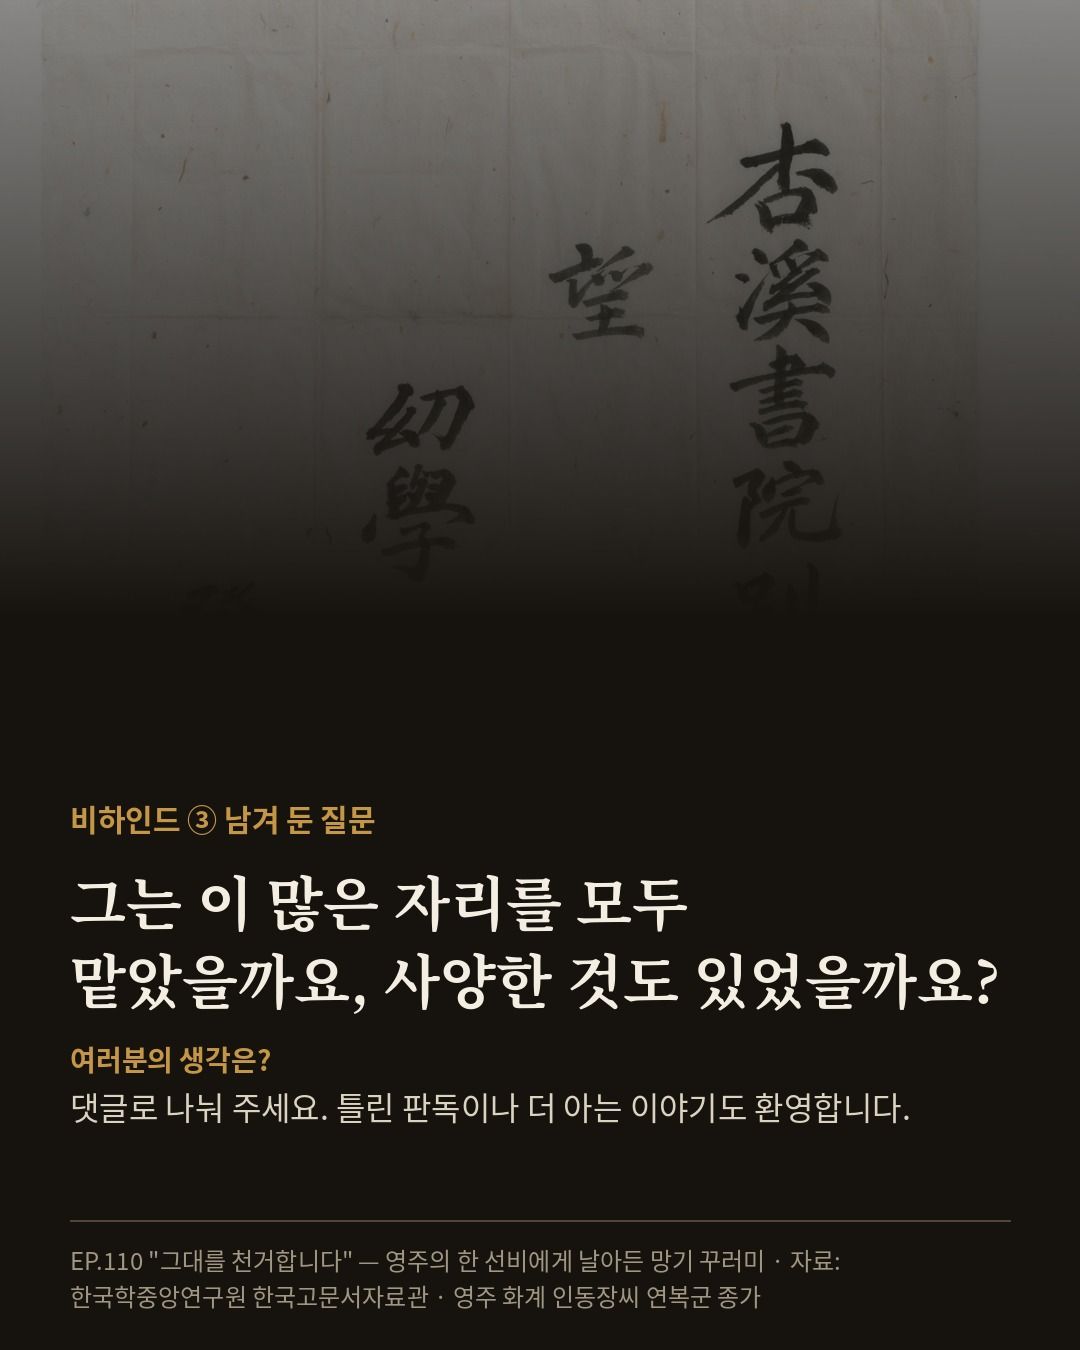 杏溪書院別
望
幼學
비하인드 ③ 남겨 둔 질문
그는 이 많은 자리를 모두
맡았을까요, 사양한 것도 있었을까요?
여러분의 생각은?
댓글로 나눠 주세요. 틀린 판독이나 더 아는 이야기도 환영합니다.
EP.110 "그대를 천거합니다" — 영주의 한 선비에게 날아든 망기 꾸러미 · 자료:
한국학중앙연구원 한국고문서자료관 · 영주 화계 인동장씨 연복군 종가